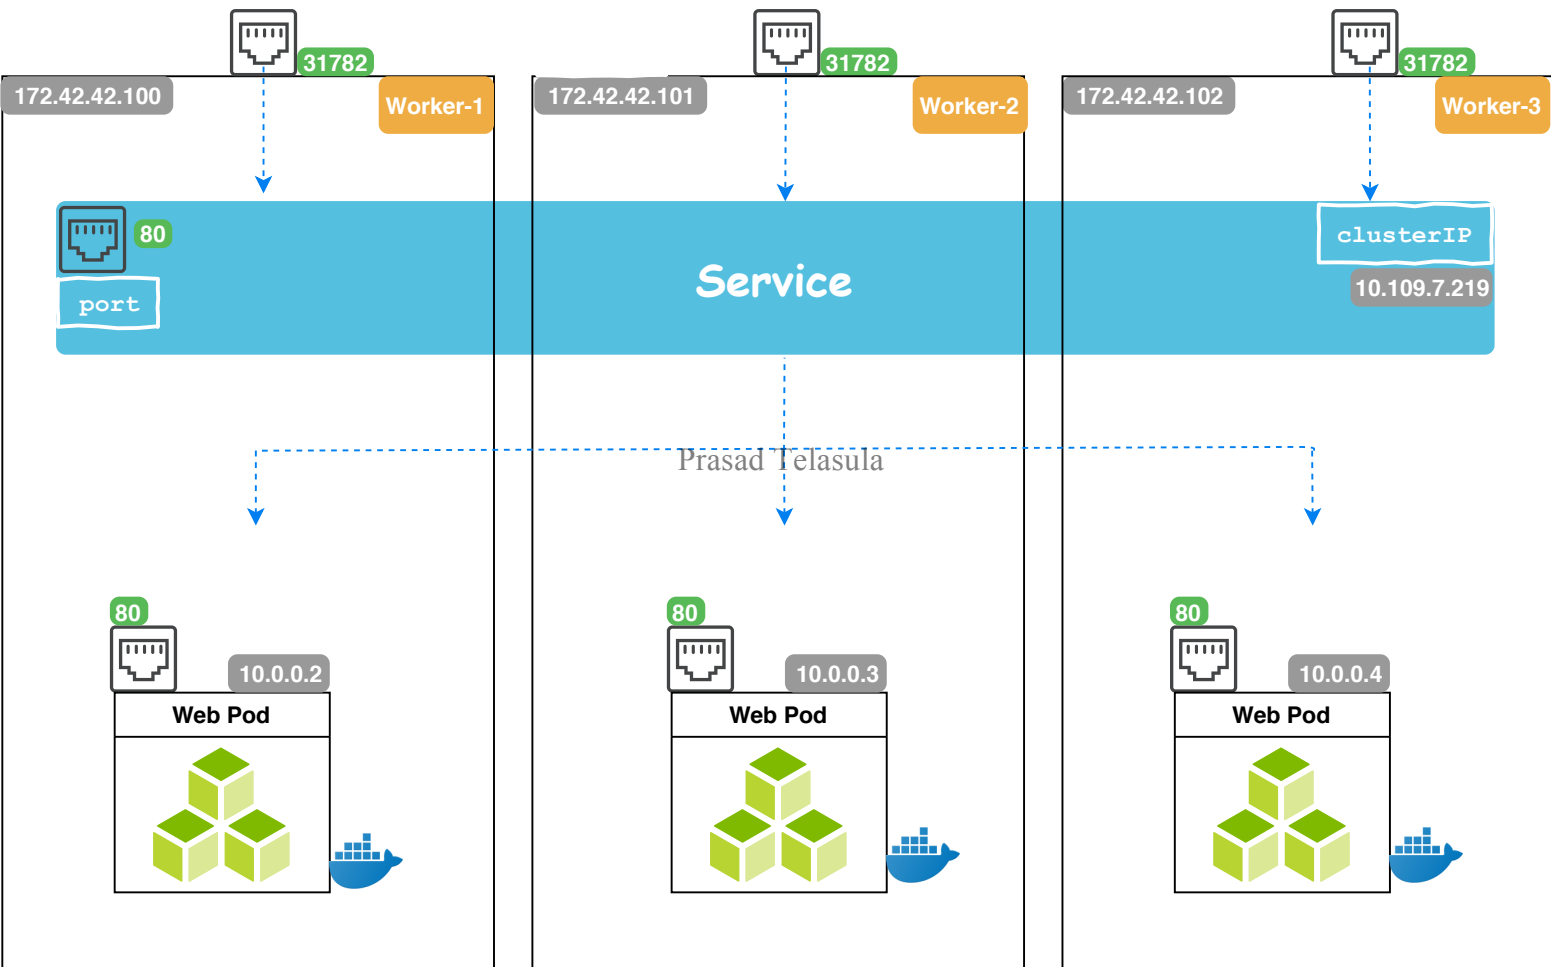 31782
31782
31782
172.42.42.100
Worker-1
172.42.42.101
Worker-2
172.42.42.102
Worker-3
80
port
Service
clusterIP
10.109.7.219
Prasad Telasula
80
10.0.0.2
Web Pod
80
10.0.0.3
Web Pod
80
10.0.0.4
Web Pod